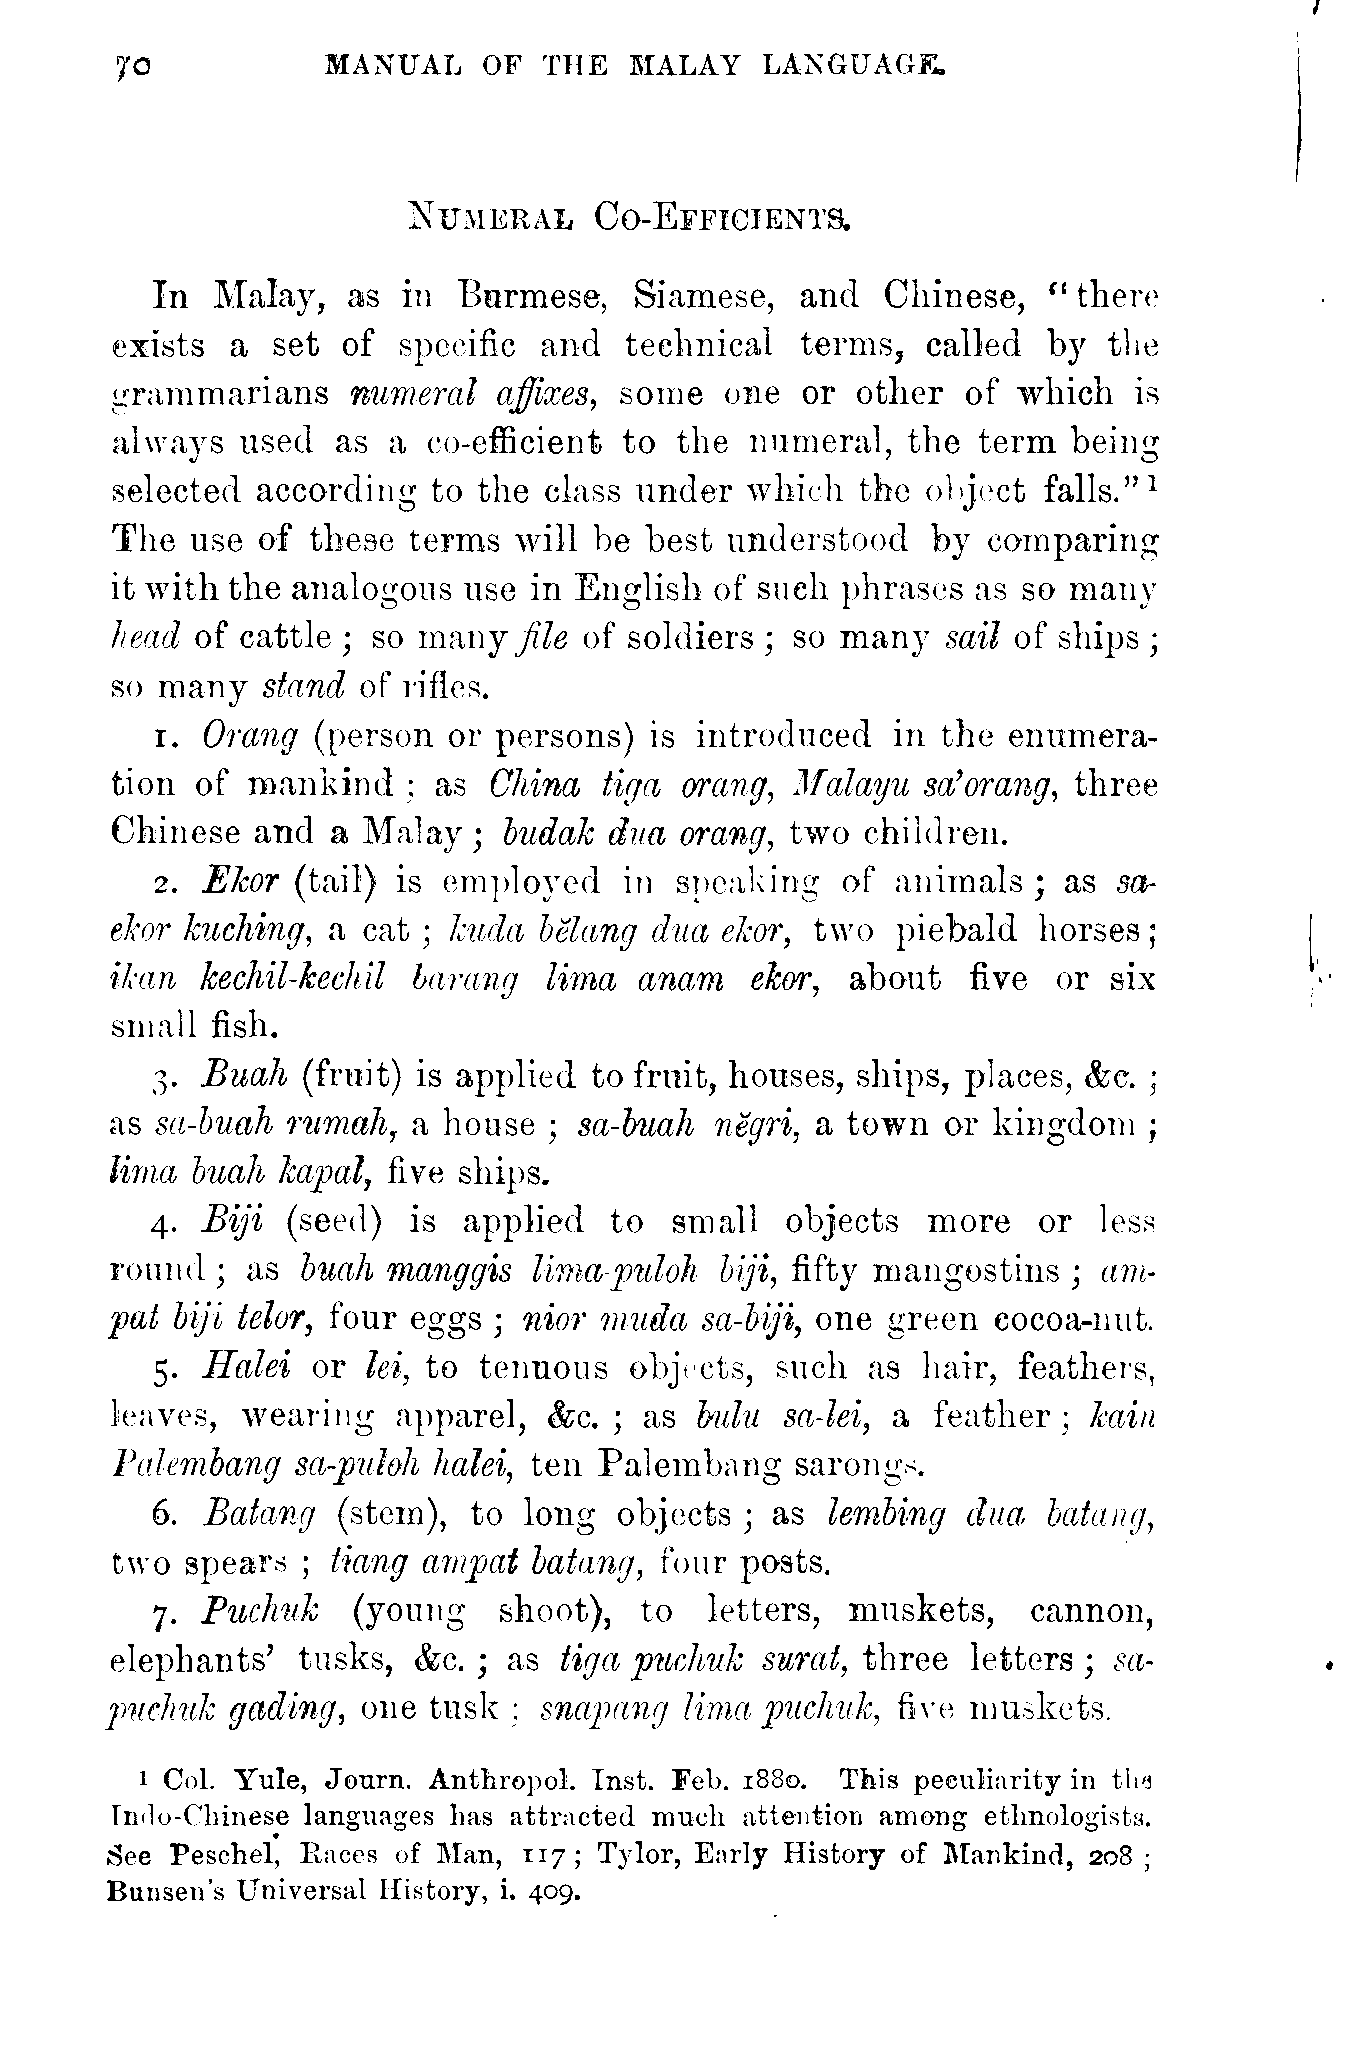 70 MANUAL OF THE MALAY LANGUAGE.
NUMERAL CO-EFFICIENTS.
In Malay, as in Burmese, Siamese, and Chinese, "there
exists a set of specific and technical terms, called by the
grammarians numeral affixes, some one or other of which is
always used as a co-efficient to the numeral, the term being
selected according to the class under which the object falls." 1
The use of these terms will be best understood by comparing
it with the analogous use in English of such phrases as so many
head of cattle ; so many file of soldiers ; so many sail of ships ;
so many stand of rifles.
1. Orang (person or persons) is introduced in the enumera-
tion of mankind ; as China tiga orang, Malayu sa'orang, three
Chinese and a Malay ; budak dua orang, two children.
2. Ekor (tail) is employed in speaking of animals ; as sa-
ekor kuching, a cat ; kuda bĕlang dua ekor, two piebald horses ;
ikan kechil-kechil barang lima anam ekor, about five or six
small fish.
3. Buah (fruit) is applied to fruit, houses, ships, places, &c. ;
as sa-buah rumah, a house ; sa-buah nĕgri, a town or kingdom ;
lima buah kapal, five ships.
4. Biji (seed) is applied to small objects more or less
round ; as buah manggis lima-puloh biji, fifty mangostins ; am-
pat biji telor, four eggs ; nior muda sa-biji, one green cocoa-nut.
5. Halei or lei, to tenuous objects, such as hair, feathers,
leaves, wearing apparel, &c. ; as bulu sa-lei, a feather ; kain
Palembang sa-puloh halei, ten Palembang sarongs.
6. Batang (stem), to long objects ; as lembing dua batang,
two spears ; tiang ampat batang, four posts.
7. Puchuk (young shoot), to letters, muskets, cannon,
elephants' tusks, &c. ; as tiga puchuk surat, three letters ; sa-
puchuk gading, one tusk ; snapang lima puchuk, five muskets.
1 Col. Yule, Journ. Anthropol. Inst. Feb. 1880. This peculiarity in the
Indo-Chinese languages has attracted much attention among ethnologists.
See Peschel, Races of Man, 117 ; Tylor, Early History of Mankind, 208 ;
Bunsen's Universal History, i. 409.